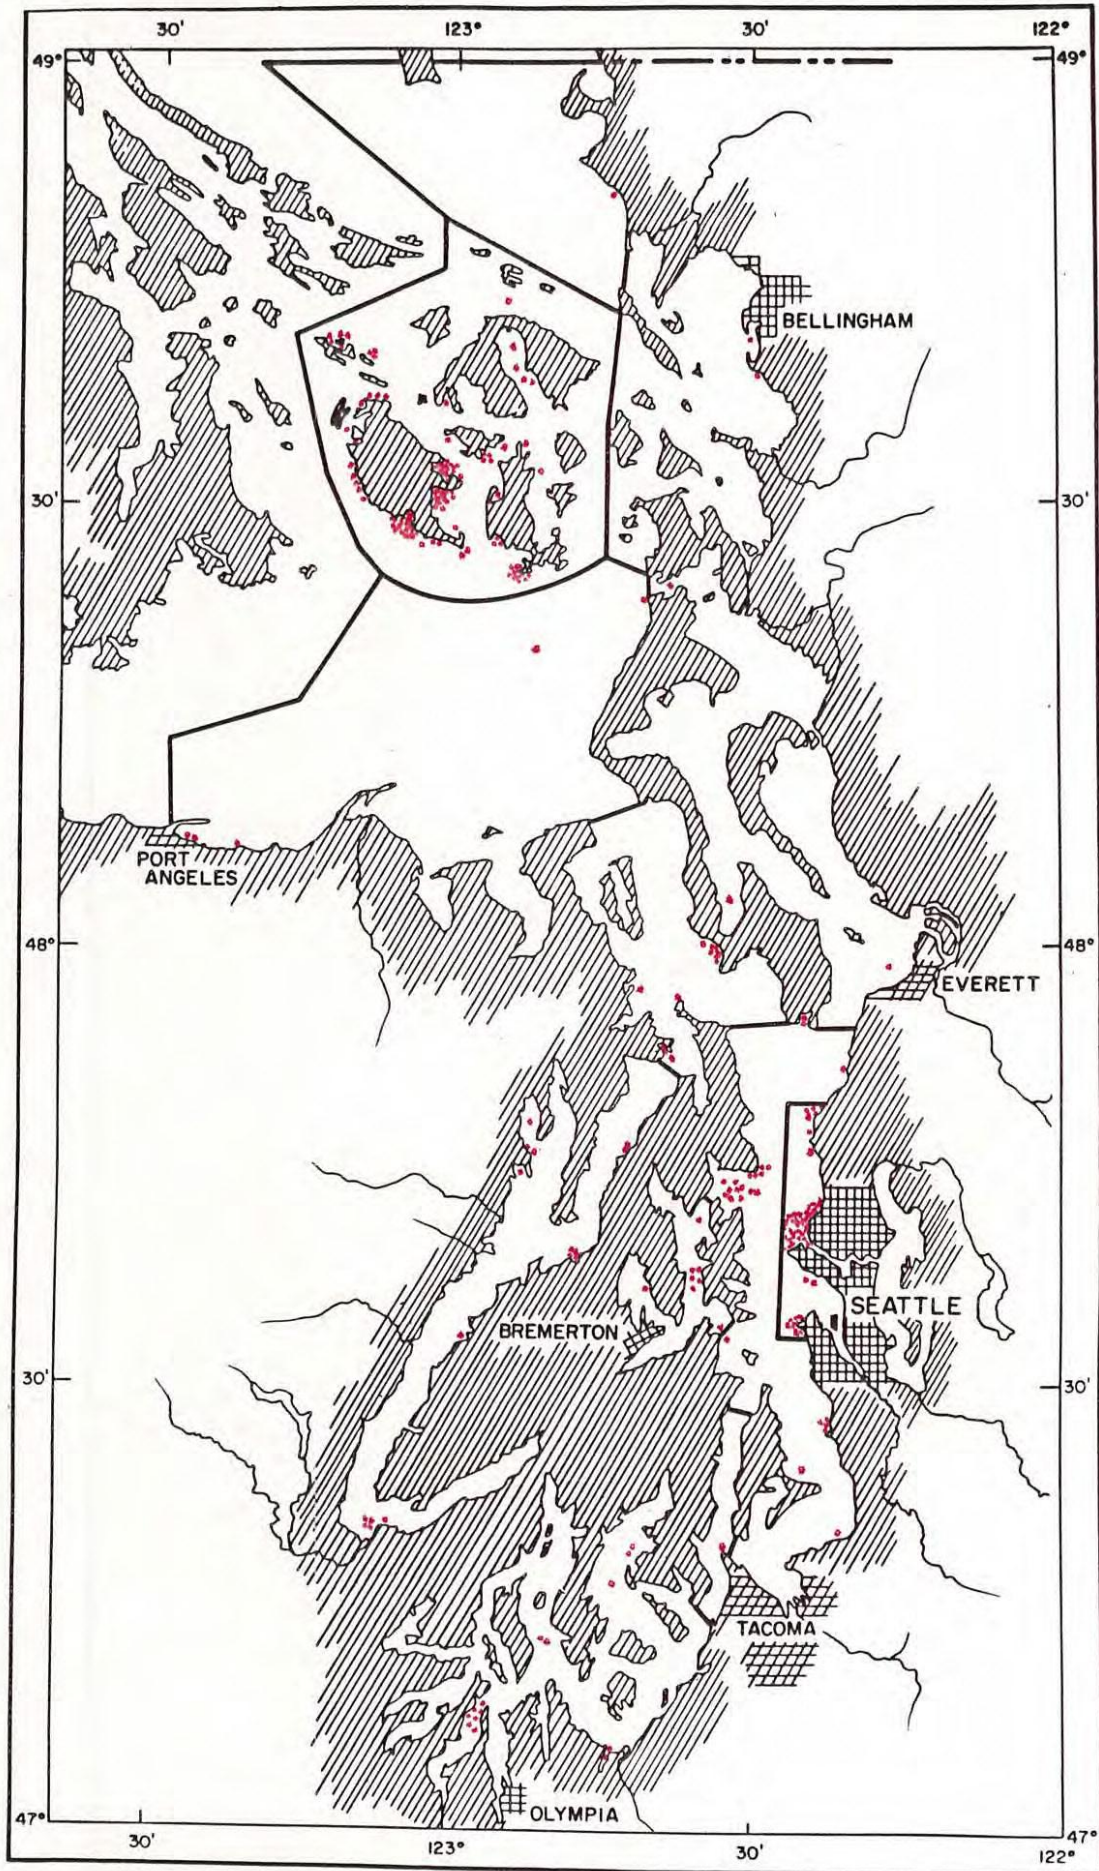 30' 123° 30' 122°
49° 49°
BELLINGHAM
30' 30'
PORT
ANGELES
48° 48°
EVERETT
SEATTLE
BREMERTON
30' 30'
TACOMA
OLYMPIA
47° 47°
30' 123° 30' 122°